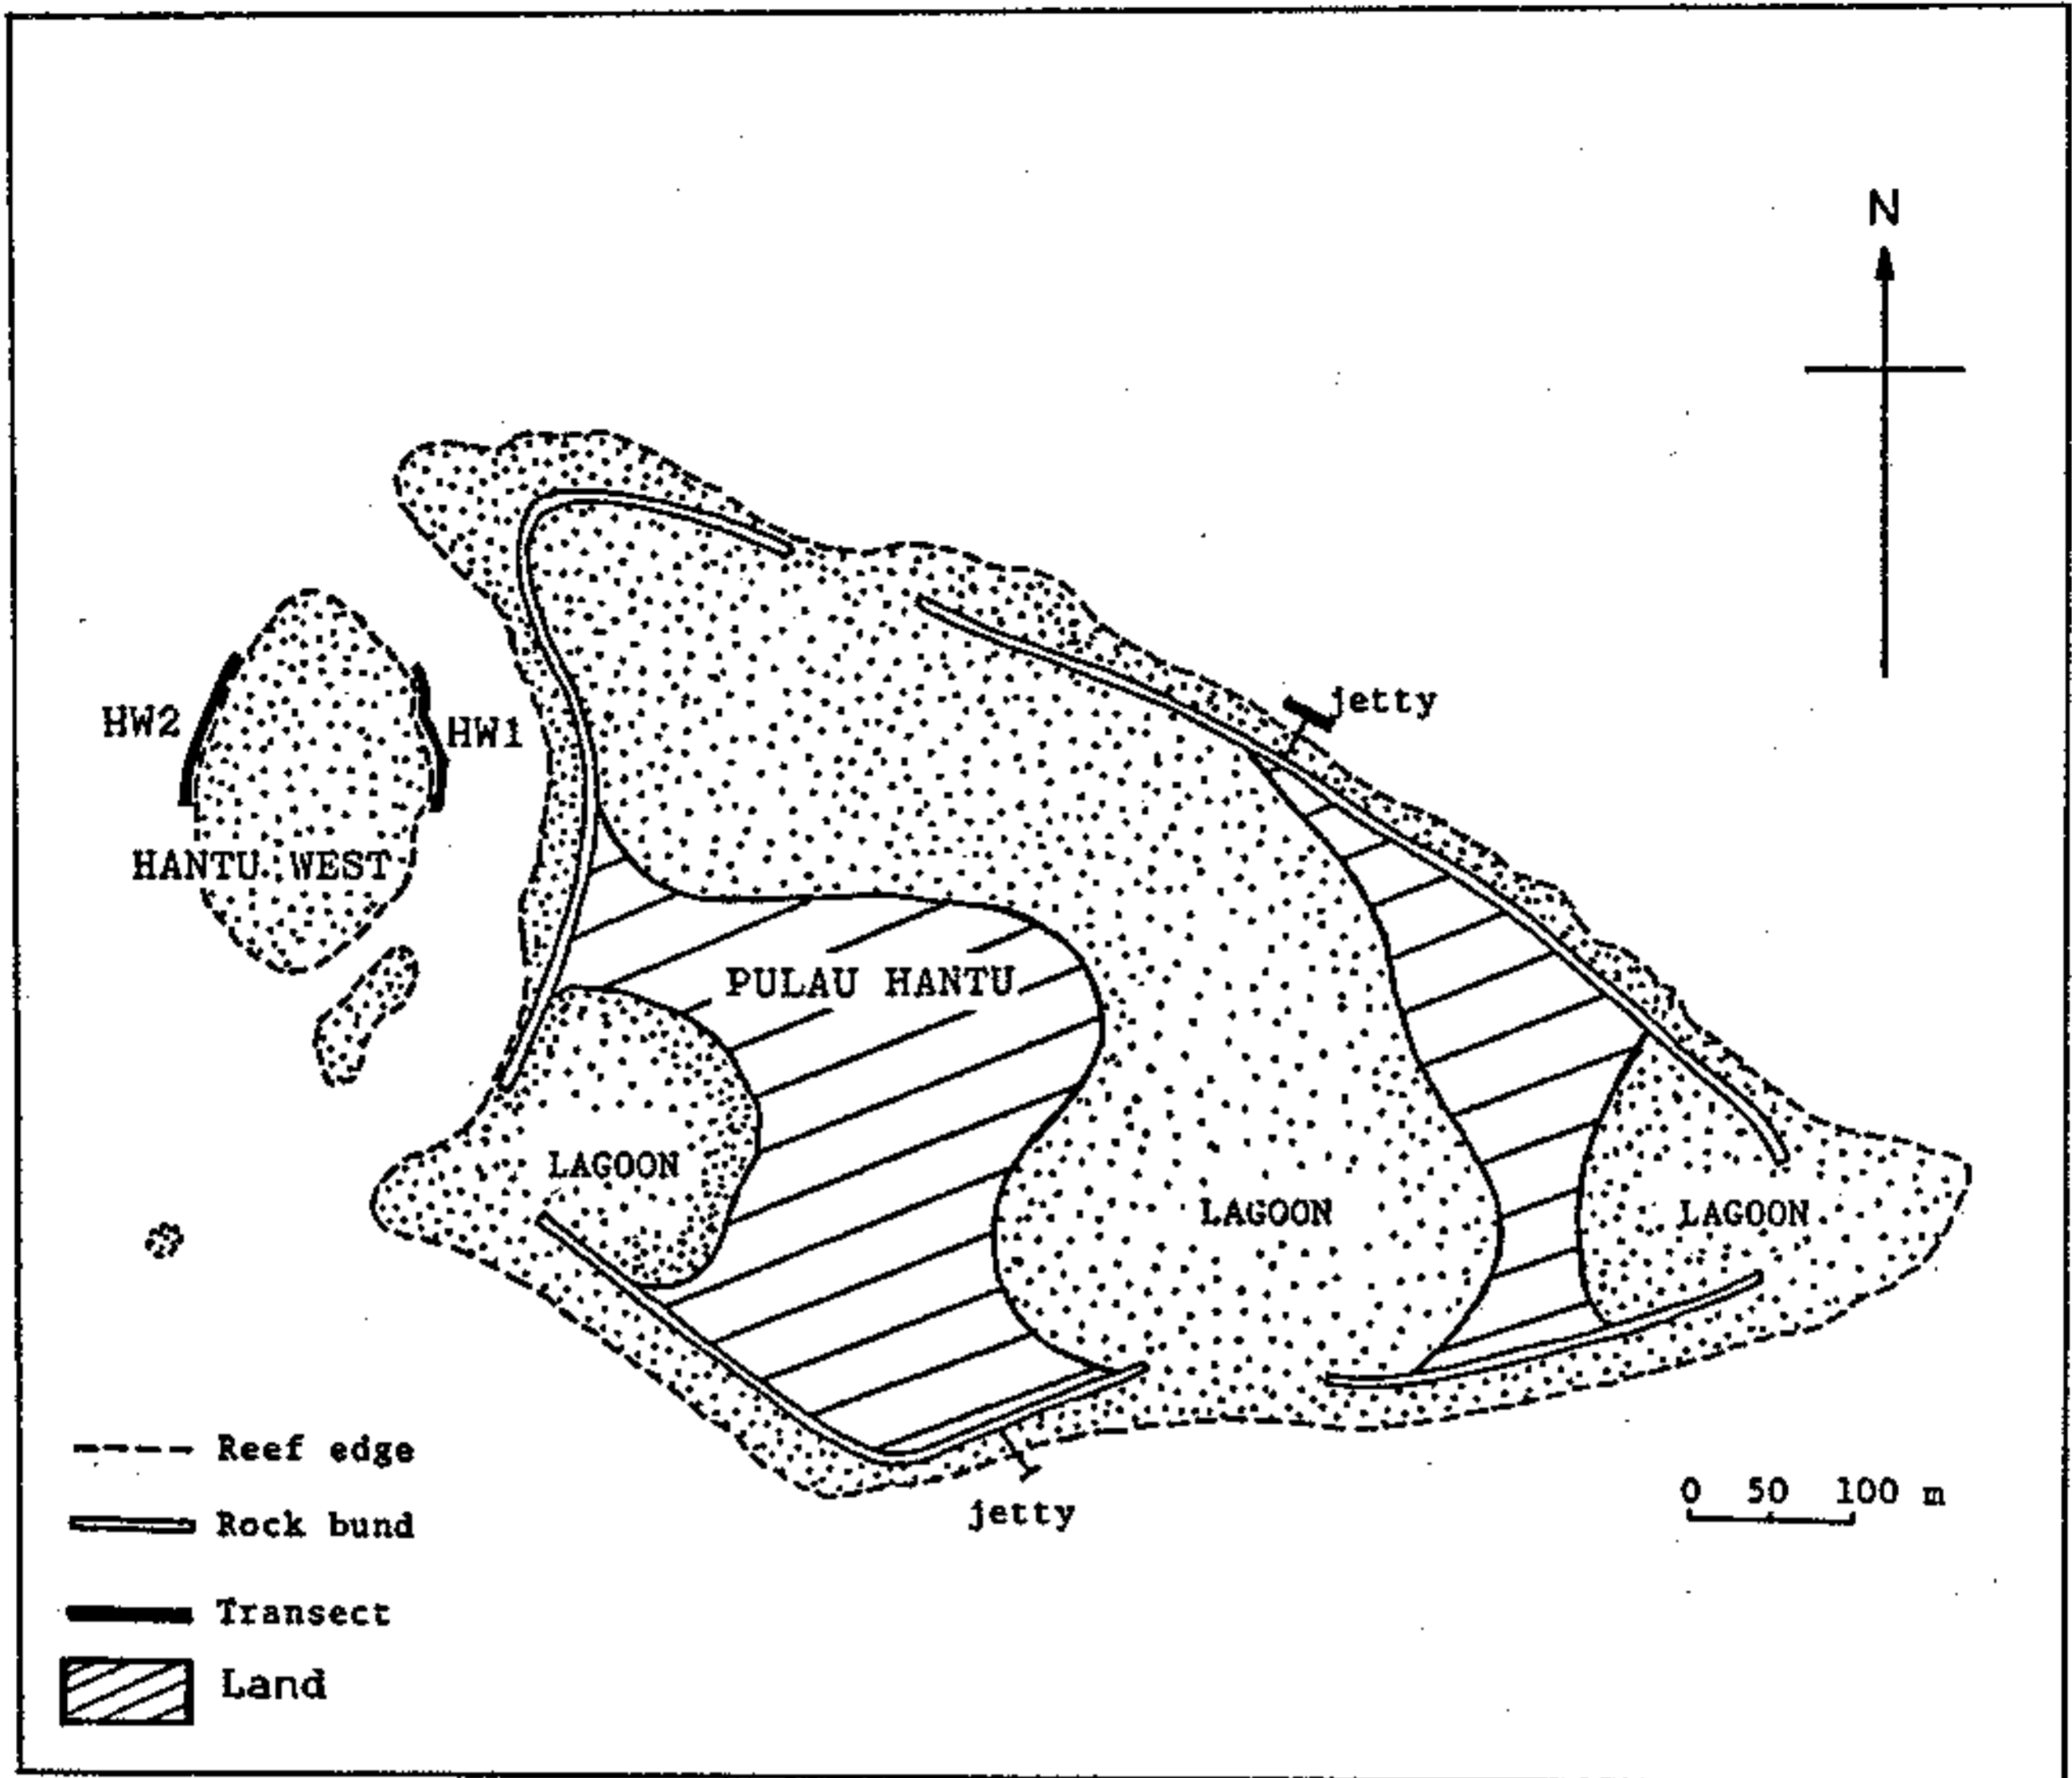 N
jetty
HW2
HW1
HANTU WEST
PULAU HANTU
LAGOON
LAGOON
LAGOON
Reef edge
Rock bund
Transect
Land
jetty
0 50 100 m